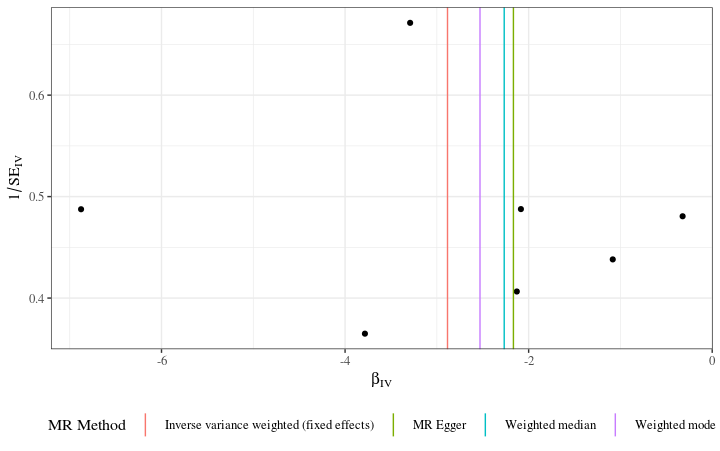 0.6
0.5
0.4
1/SE_IV
-6 -4 -2 0
β_IV
MR Method Inverse variance weighted (fixed effects) MR Egger Weighted median Weighted mode